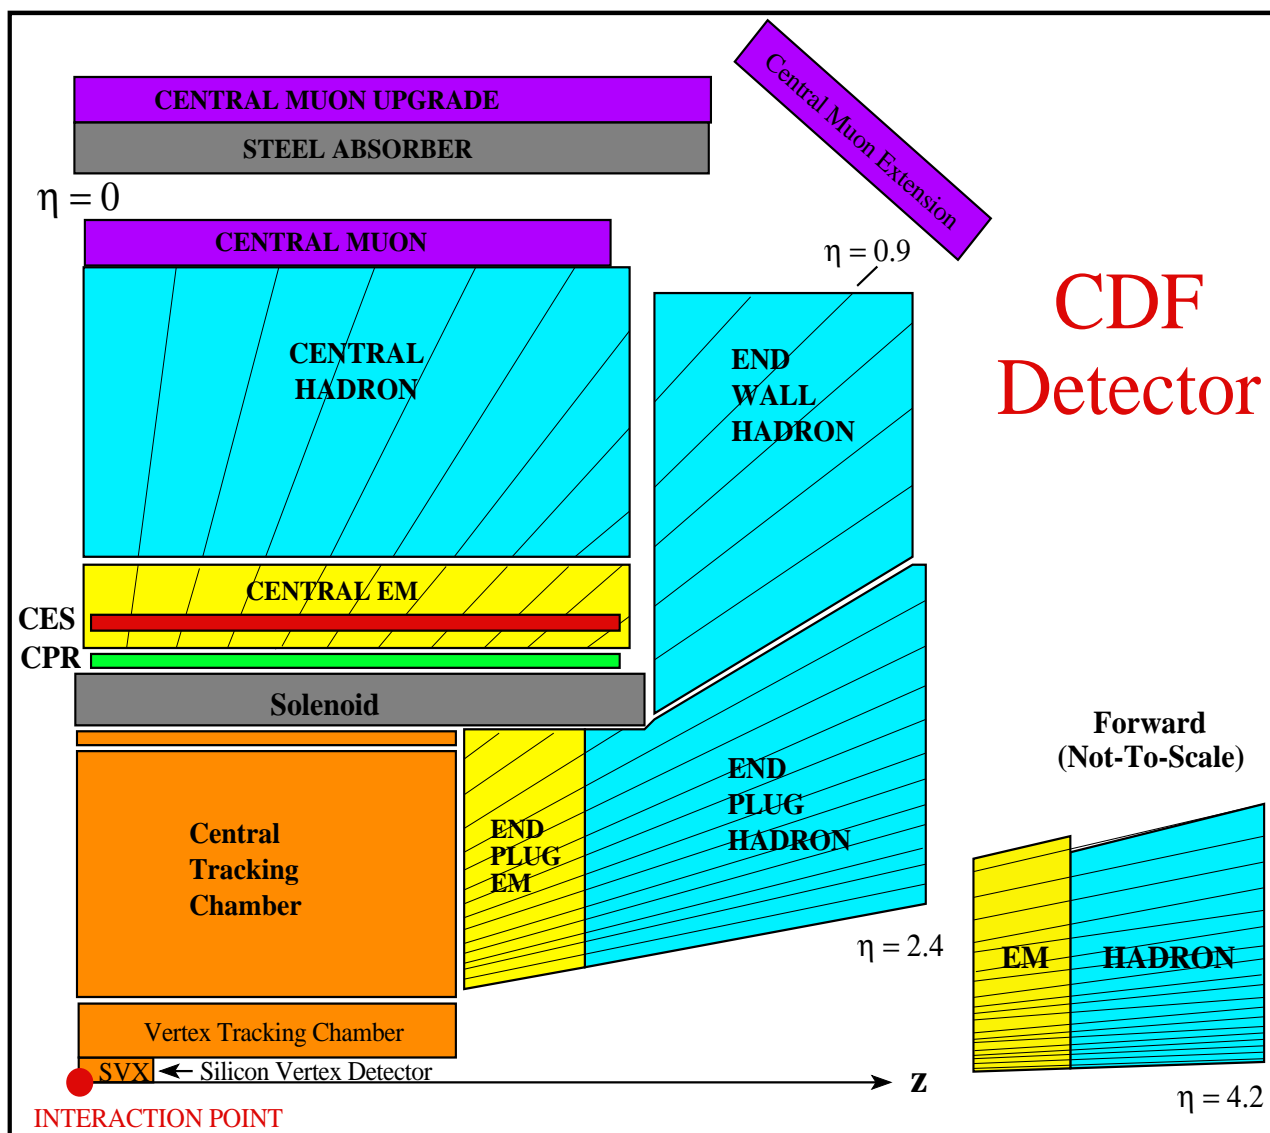 CENTRAL MUON UPGRADE
STEEL ABSORBER
Central Muon Extension
η = 0
CENTRAL MUON
η = 0.9
CDF
Detector
CENTRAL
HADRON
END
WALL
HADRON
CENTRAL EM
CES
CPR
Solenoid
Forward
(Not-To-Scale)
END
PLUG
HADRON
Central
Tracking
Chamber
END
PLUG
EM
η = 2.4
EM
HADRON
Vertex Tracking Chamber
SVX
Silicon Vertex Detector
z
η = 4.2
INTERACTION POINT